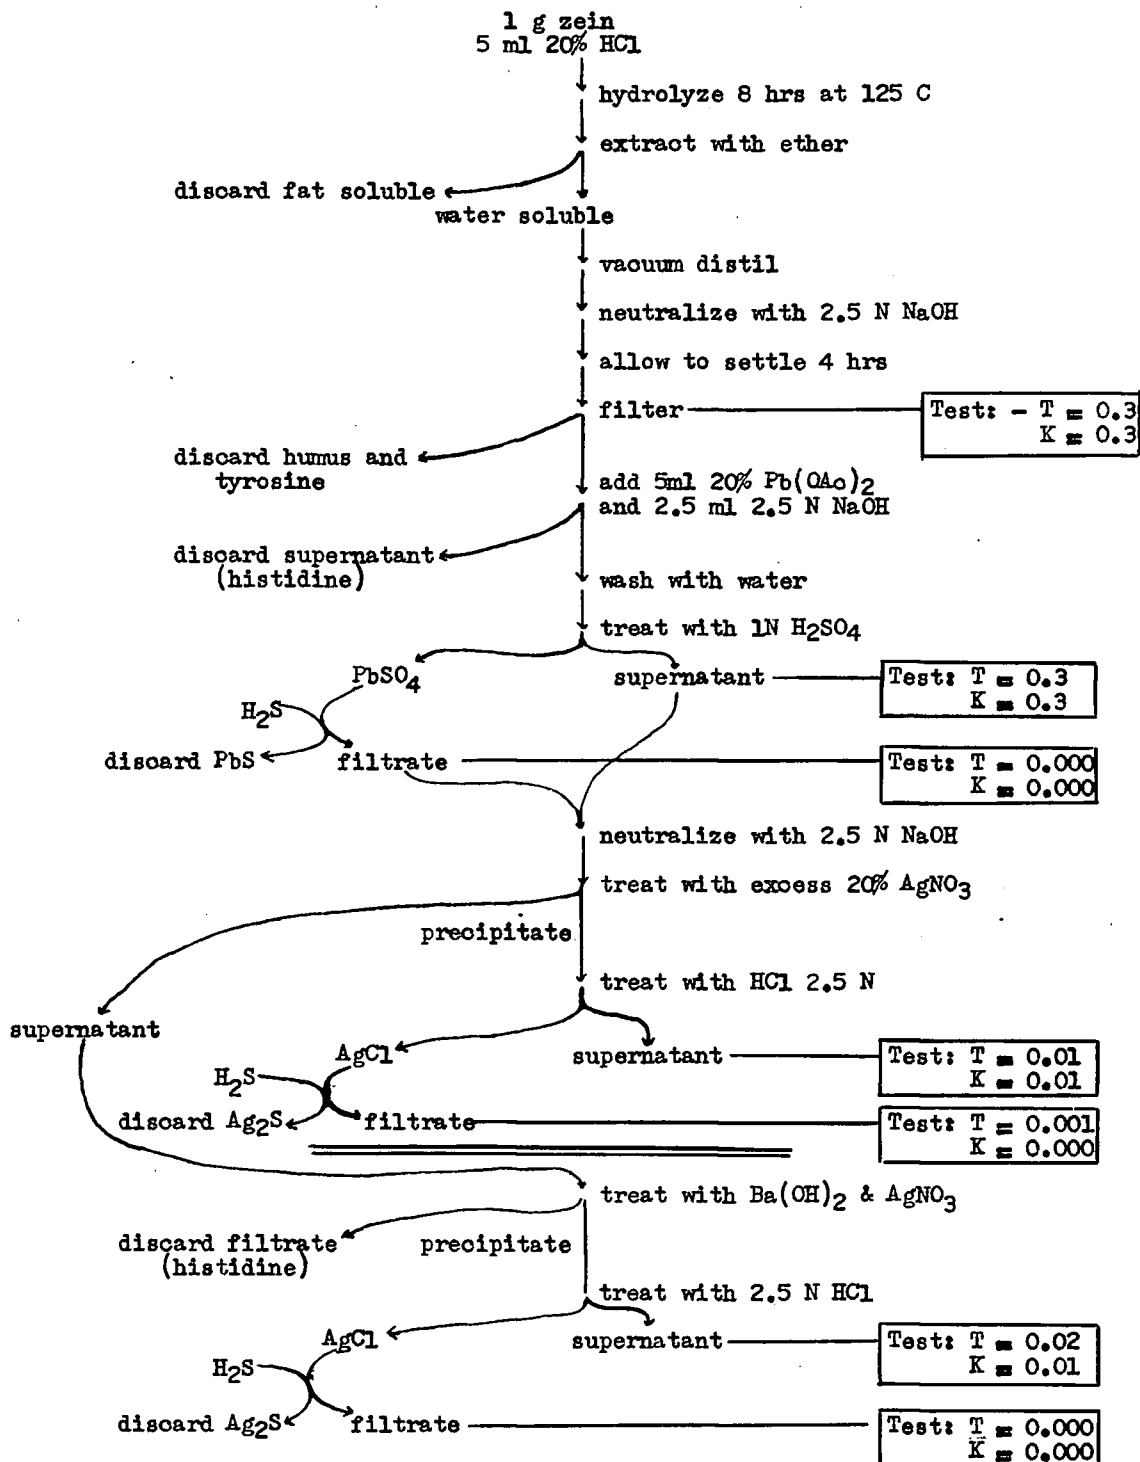 1 g zein
5 ml 20% HCl
hydrolyze 8 hrs at 125 C
extract with ether
discard fat soluble
water soluble
vacuum distil
neutralize with 2.5 N NaOH
allow to settle 4 hrs
filter
Test: - T = 0.3
K = 0.3
discard humus and
tyrosine
add 5ml 20% Pb(OAc)2
and 2.5 ml 2.5 N NaOH
discard supernatant
(histidine)
wash with water
treat with 1N H2SO4
PbSO4
supernatant
Test: T = 0.3
K = 0.3
H2S
discard PbS
filtrate
Test: T = 0.000
K = 0.000
neutralize with 2.5 N NaOH
treat with excess 20% AgNO3
precipitate
treat with HCl 2.5 N
supernatant
AgCl
supernatant
Test: T = 0.01
K = 0.01
H2S
discard Ag2S
filtrate
Test: T = 0.001
K = 0.000
treat with Ba(OH)2 & AgNO3
discard filtrate
(histidine)
precipitate
treat with 2.5 N HCl
AgCl
supernatant
Test: T = 0.02
K = 0.01
H2S
discard Ag2S
filtrate
Test: T = 0.000
K = 0.000